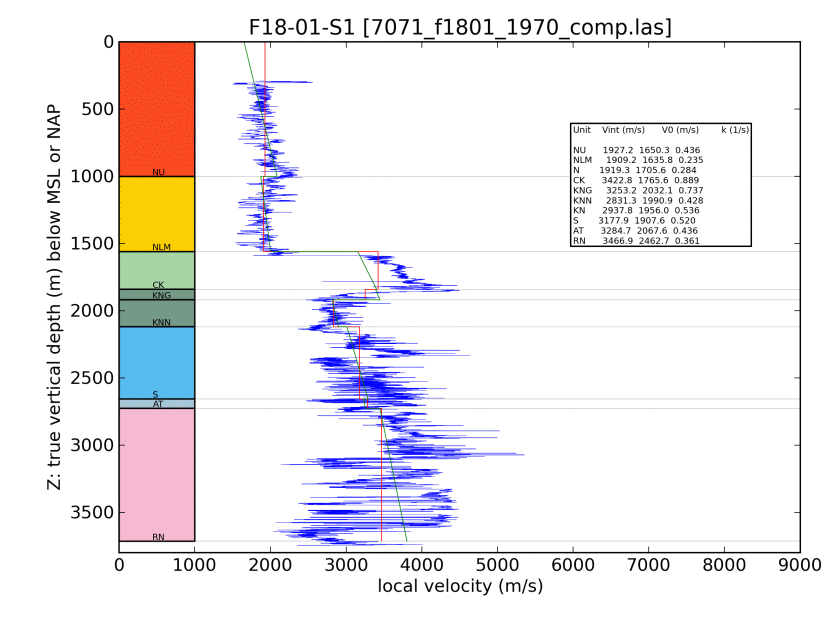 F18-01-S1 [7071_f1801_1970_comp.las]
0
500
1000
1500
2000
2500
3000
3500
Z: true vertical depth (m) below MSL or NAP
NU
NLM
CK
KNG
KNN
S
AT
RN
Unit Vint (m/s) V0 (m/s) k (1/s)
NU 1927.2 1650.3 0.436
NLM 1909.2 1635.8 0.235
N 1919.3 1705.6 0.284
CK 3422.8 1765.6 0.889
KNG 3253.2 2032.1 0.737
KNN 2831.3 1990.9 0.428
KN 2937.8 1956.0 0.536
S 3177.9 1907.6 0.520
AT 3284.7 2067.6 0.436
RN 3466.9 2462.7 0.361
0 1000 2000 3000 4000 5000 6000 7000 8000 9000
local velocity (m/s)